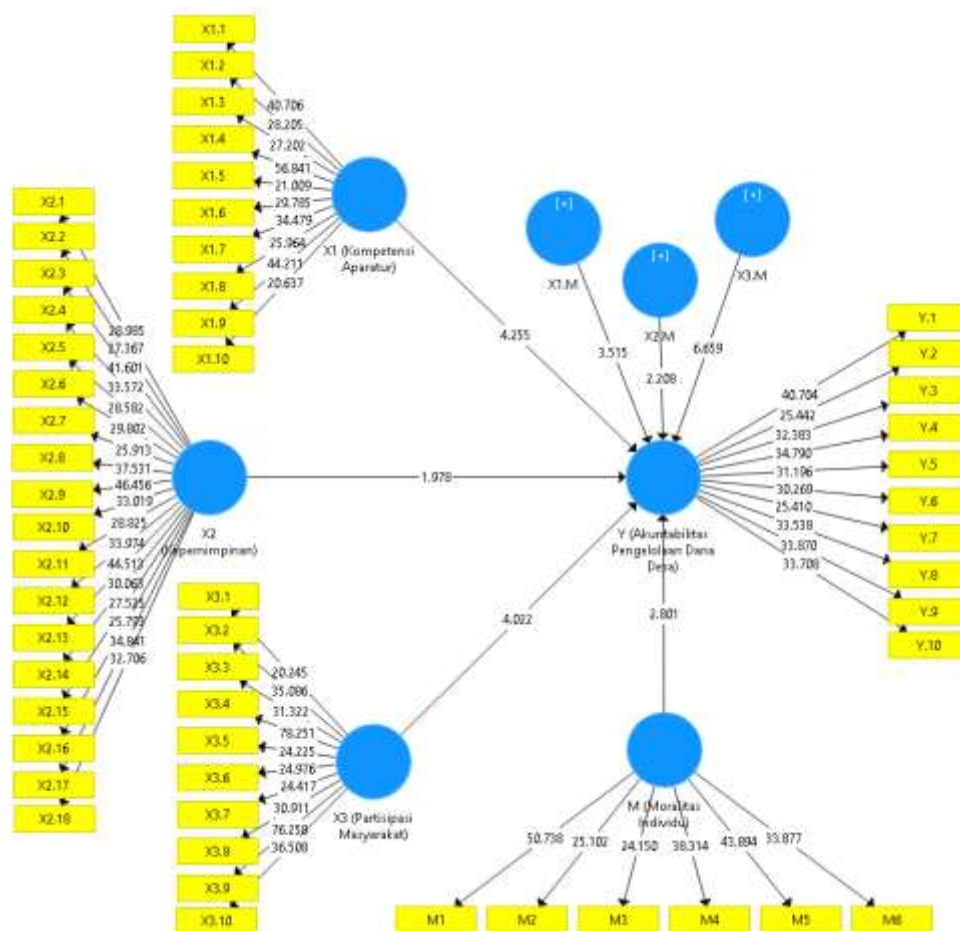 X1.1
X1.2
X1.3
X1.4
X1.5
X1.6
X1.7
X1.8
X1.9
X1.10
40.706
28.205
27.202
56.841
21.009
29.785
34.479
25.964
44.211
20.637
X1 (Kompetensi
Aparatur)
[+]
X1.M
[+]
X2.M
[+]
X3.M
4.255
3.515
2.208
6.659
X2.1
X2.2
X2.3
X2.4
X2.5
X2.6
X2.7
X2.8
X2.9
X2.10
X2.11
X2.12
X2.13
X2.14
X2.15
X2.16
X2.17
X2.18
28.985
27.367
41.601
33.572
28.582
29.802
25.913
37.531
46.456
33.019
28.825
33.974
44.513
30.063
27.525
25.793
34.841
32.706
X2
(Kepemimpinan)
1.978
Y.1
Y.2
Y.3
Y.4
Y.5
Y.6
Y.7
Y.8
Y.9
Y.10
40.704
25.442
32.383
34.790
31.196
30.269
25.410
33.538
31.870
33.708
Y (Akuntabilitas
Pengelolaan Dana
Desa)
X3.1
X3.2
X3.3
X3.4
X3.5
X3.6
X3.7
X3.8
X3.9
X3.10
20.245
35.086
31.322
78.251
24.225
24.976
24.417
30.911
76.258
36.508
X3 (Partisipasi
Masyarakat)
4.022
2.801
M (Moralitas
Individu)
50.738
25.102
24.150
38.314
43.894
33.877
M1
M2
M3
M4
M5
M6